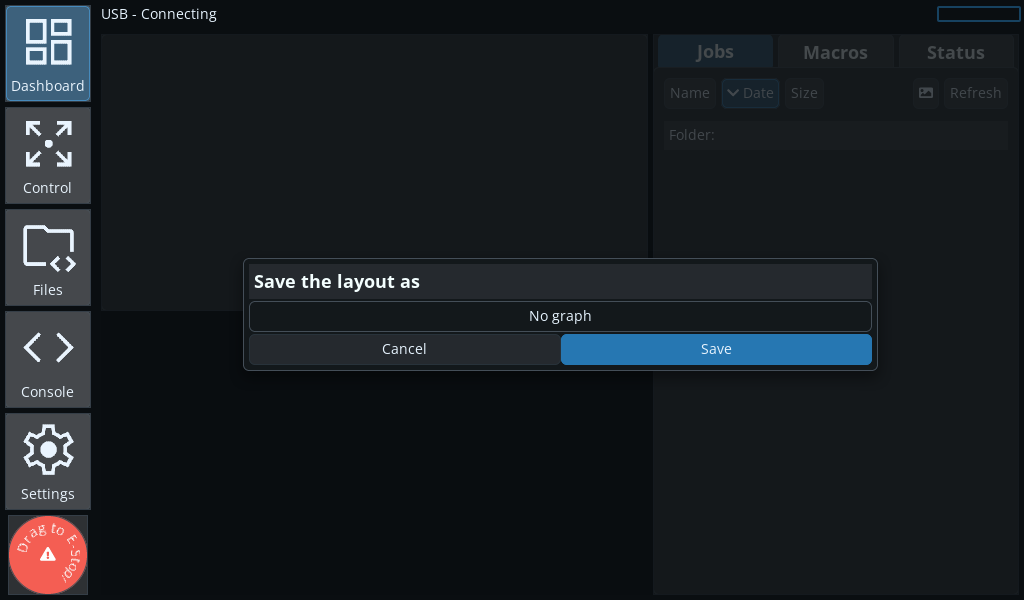 USB - Connecting
Dashboard
Control
Files
Console
Settings
Drag to E-Stop!
Jobs Macros Status
Name Date Size Refresh
Folder:
Save the layout as
No graph
Cancel Save